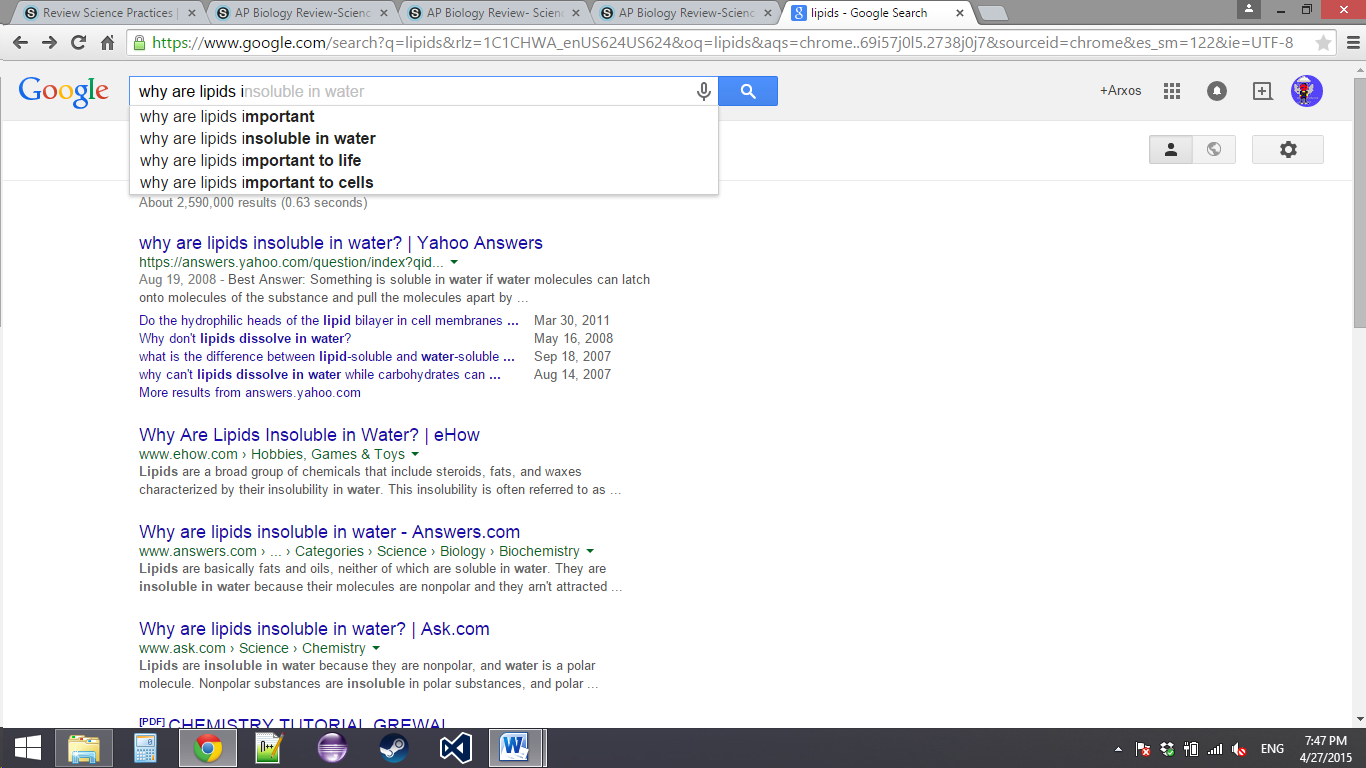 Review Science Practices |
AP Biology Review-Scienc
AP Biology Review- Scien
AP Biology Review-Scienc
lipids - Google Search
https://www.google.com/search?q=lipids&rlz=1C1CHWA_enUS624US624&oq=lipids&aqs=chrome..69i57j0l5.2738j0j7&sourceid=chrome&es_sm=122&ie=UTF-8
Google
why are lipids insoluble in water
+Arxos
why are lipids important
why are lipids insoluble in water
why are lipids important to life
why are lipids important to cells
About 2,590,000 results (0.63 seconds)
why are lipids insoluble in water? | Yahoo Answers
https://answers.yahoo.com/question/index?qid...
Aug 19, 2008 - Best Answer: Something is soluble in water if water molecules can latch
onto molecules of the substance and pull the molecules apart by ...
Do the hydrophilic heads of the lipid bilayer in cell membranes ... Mar 30, 2011
Why don't lipids dissolve in water? May 16, 2008
what is the difference between lipid-soluble and water-soluble ... Sep 18, 2007
why can't lipids dissolve in water while carbohydrates can ... Aug 14, 2007
More results from answers.yahoo.com
Why Are Lipids Insoluble in Water? | eHow
www.ehow.com › Hobbies, Games & Toys
Lipids are a broad group of chemicals that include steroids, fats, and waxes
characterized by their insolubility in water. This insolubility is often referred to as ...
Why are lipids insoluble in water - Answers.com
www.answers.com › ... › Categories › Science › Biology › Biochemistry
Lipids are basically fats and oils, neither of which are soluble in water. They are
insoluble in water because their molecules are nonpolar and they arn't attracted ...
Why are lipids insoluble in water? | Ask.com
www.ask.com › Science › Chemistry
Lipids are insoluble in water because they are nonpolar, and water is a polar
molecule. Nonpolar substances are insoluble in polar substances, and polar ...
[PDF] CHEMISTRY TUTORIAL GREWAL
ENG
7:47 PM
4/27/2015